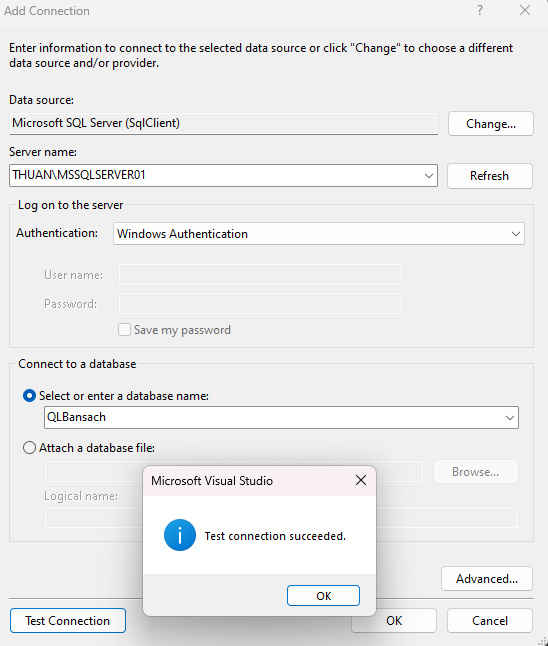 Add Connection
?
Enter information to connect to the selected data source or click "Change" to choose a different
data source and/or provider.
Data source:
Microsoft SQL Server (SqlClient)
Change...
Server name:
THUAN\MSSQLSERVER01
Refresh
Log on to the server
Authentication:
Windows Authentication
User name:
Password:
Save my password
Connect to a database
Select or enter a database name:
QLBansach
Attach a database file:
Browse...
Logical name:
Microsoft Visual Studio
Test connection succeeded.
OK
Advanced...
Test Connection
OK
Cancel